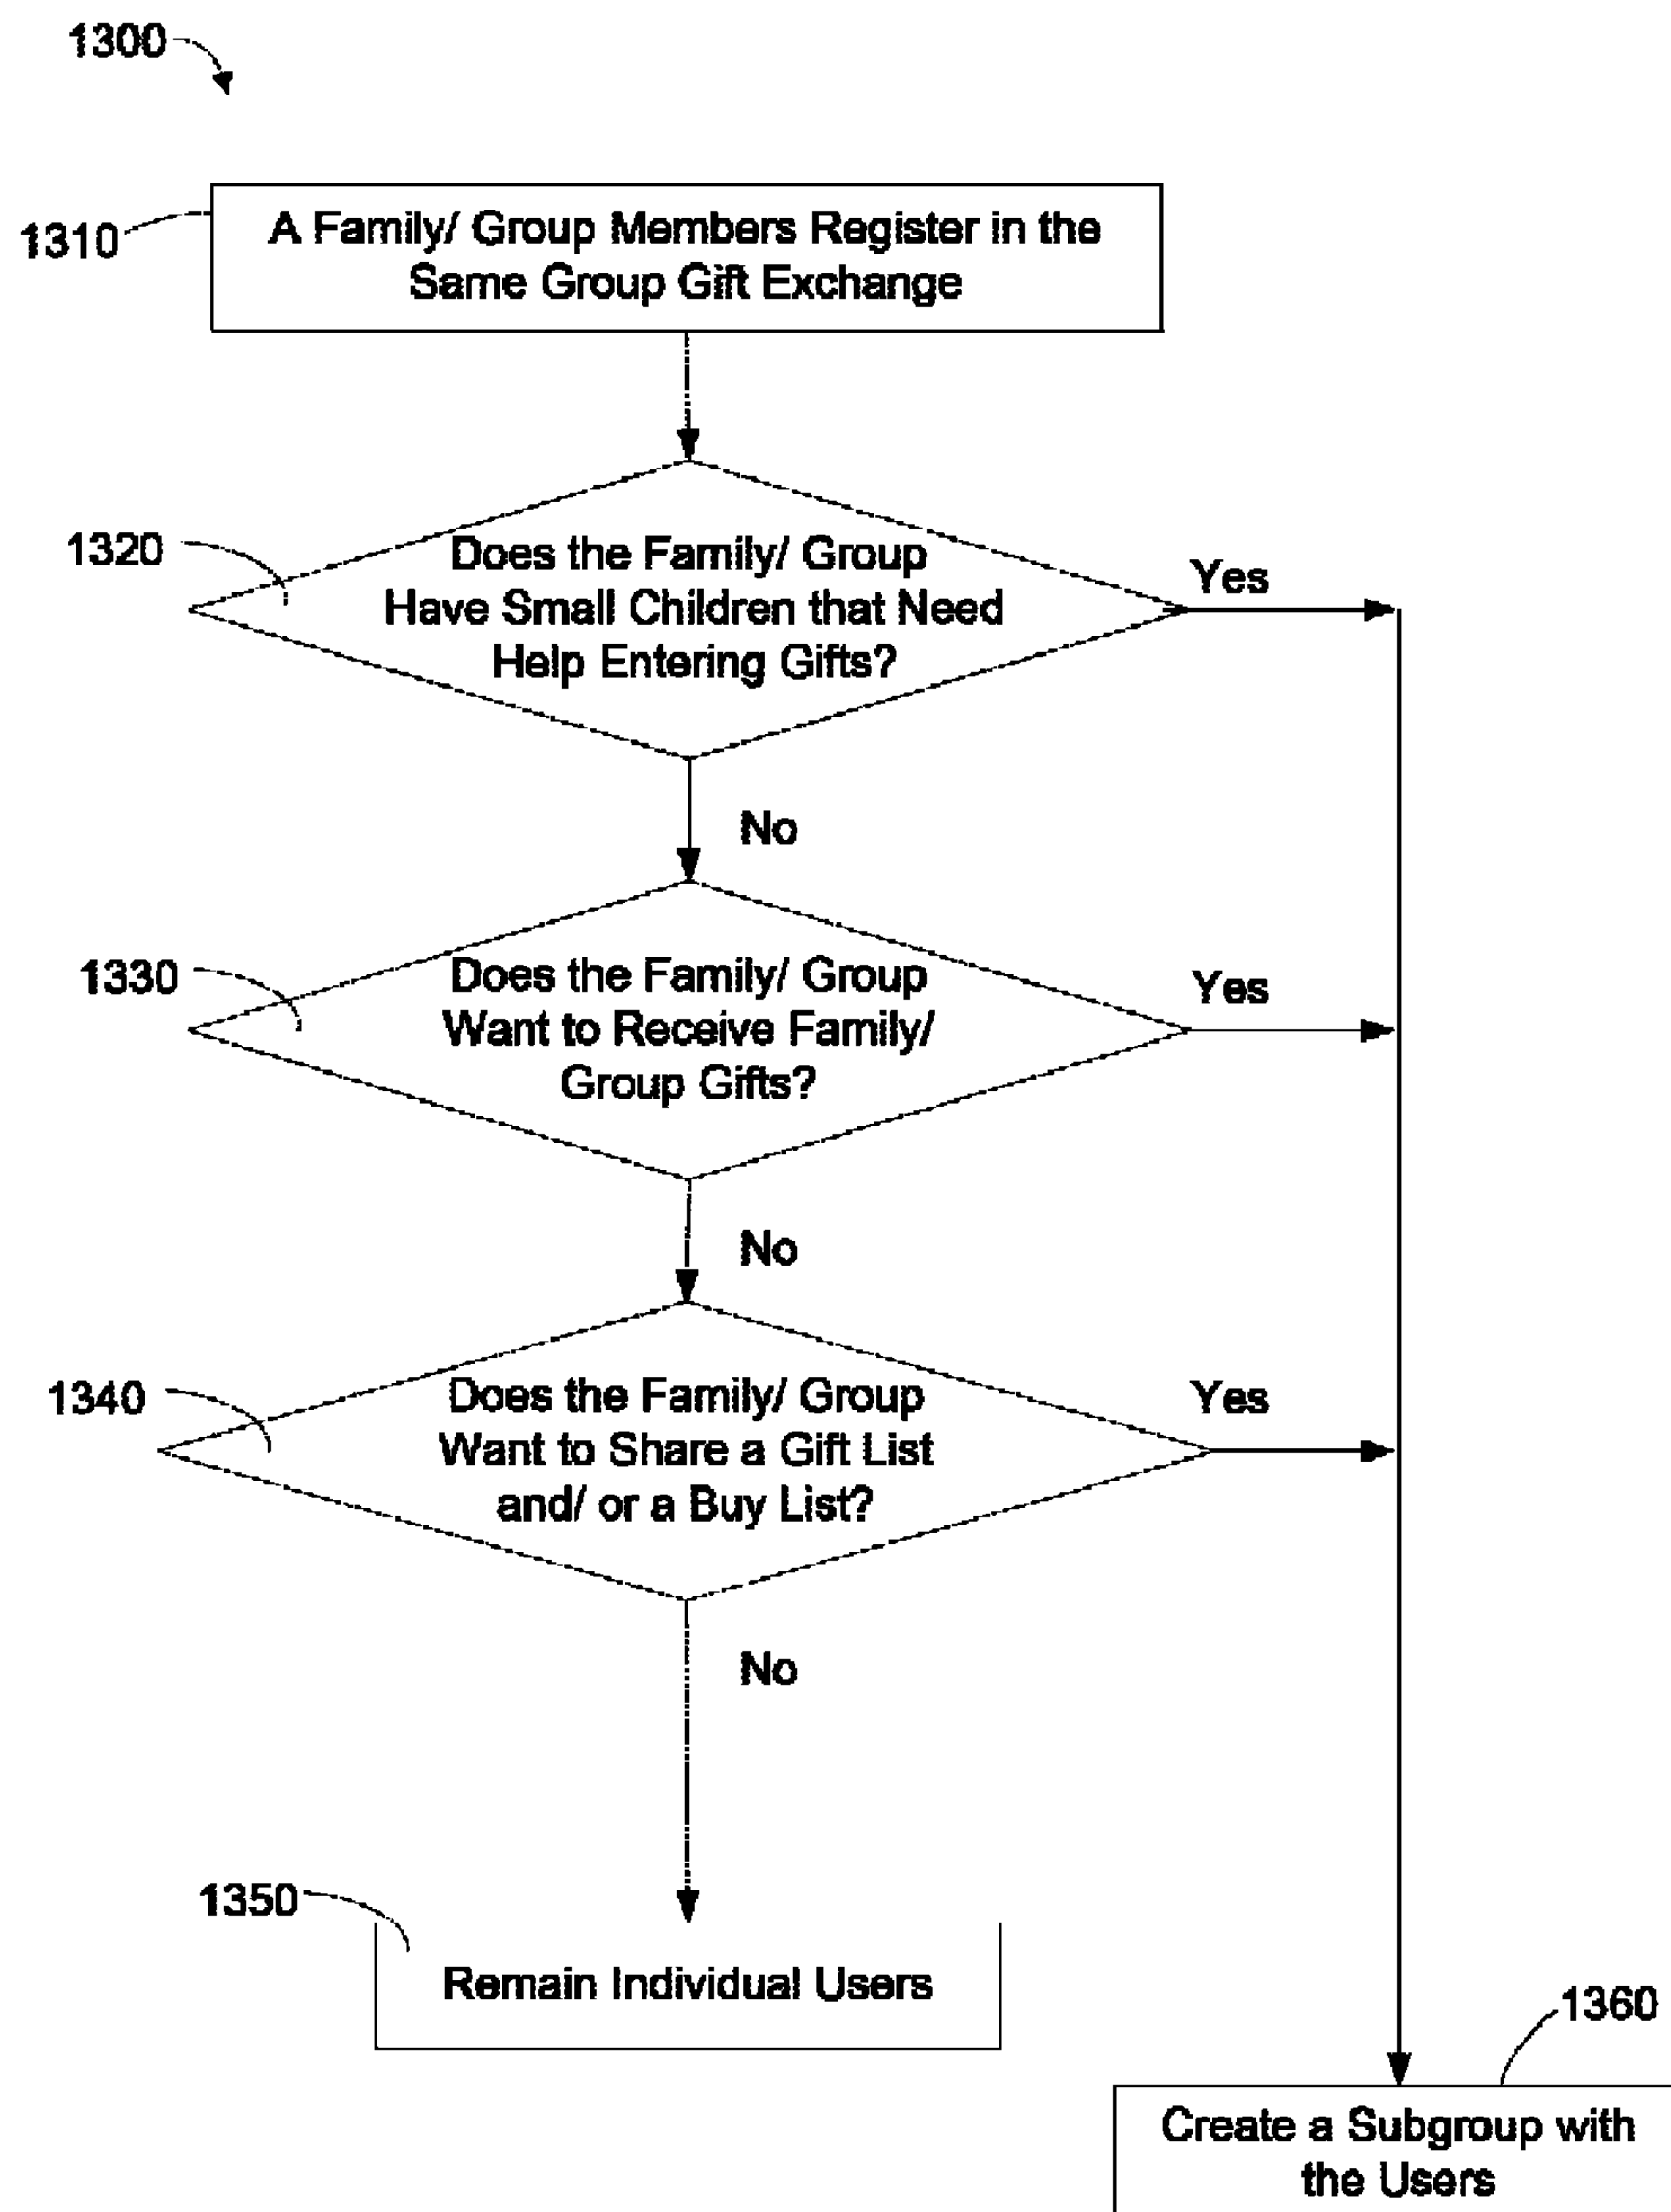 1300
1310
A Family/ Group Members Register in the
Same Group Gift Exchange
1320
Does the Family/ Group
Have Small Children that Need
Help Entering Gifts?
Yes
No
1330
Does the Family/ Group
Want to Receive Family/
Group Gifts?
Yes
No
1340
Does the Family/ Group
Want to Share a Gift List
and/ or a Buy List?
Yes
No
1350
Remain Individual Users
1360
Create a Subgroup with
the Users